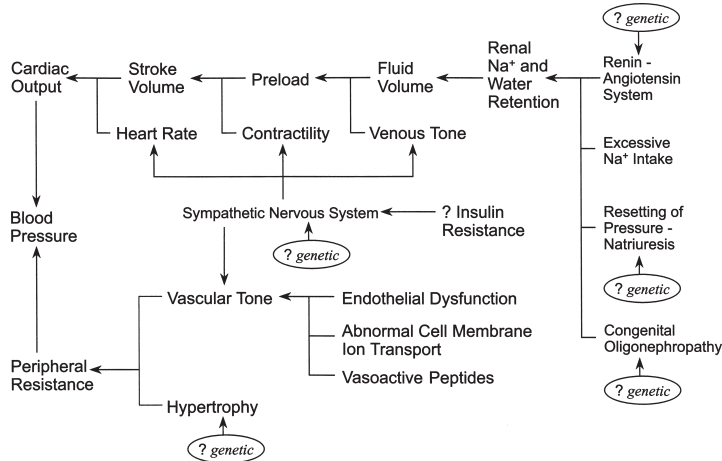 ? genetic
Renal
Na⁺ and
Water
Retention
Cardiac
Output
Stroke
Volume
Preload
Fluid
Volume
Renin -
Angiotensin
System
Heart Rate
Contractility
Venous Tone
Excessive
Na⁺ Intake
Blood
Pressure
Sympathetic Nervous System
? Insulin
Resistance
Resetting of
Pressure -
Natriuresis
? genetic
? genetic
Vascular Tone
Endothelial Dysfunction
Abnormal Cell Membrane
Ion Transport
Vasoactive Peptides
Congenital
Oligonephropathy
Peripheral
Resistance
? genetic
Hypertrophy
? genetic